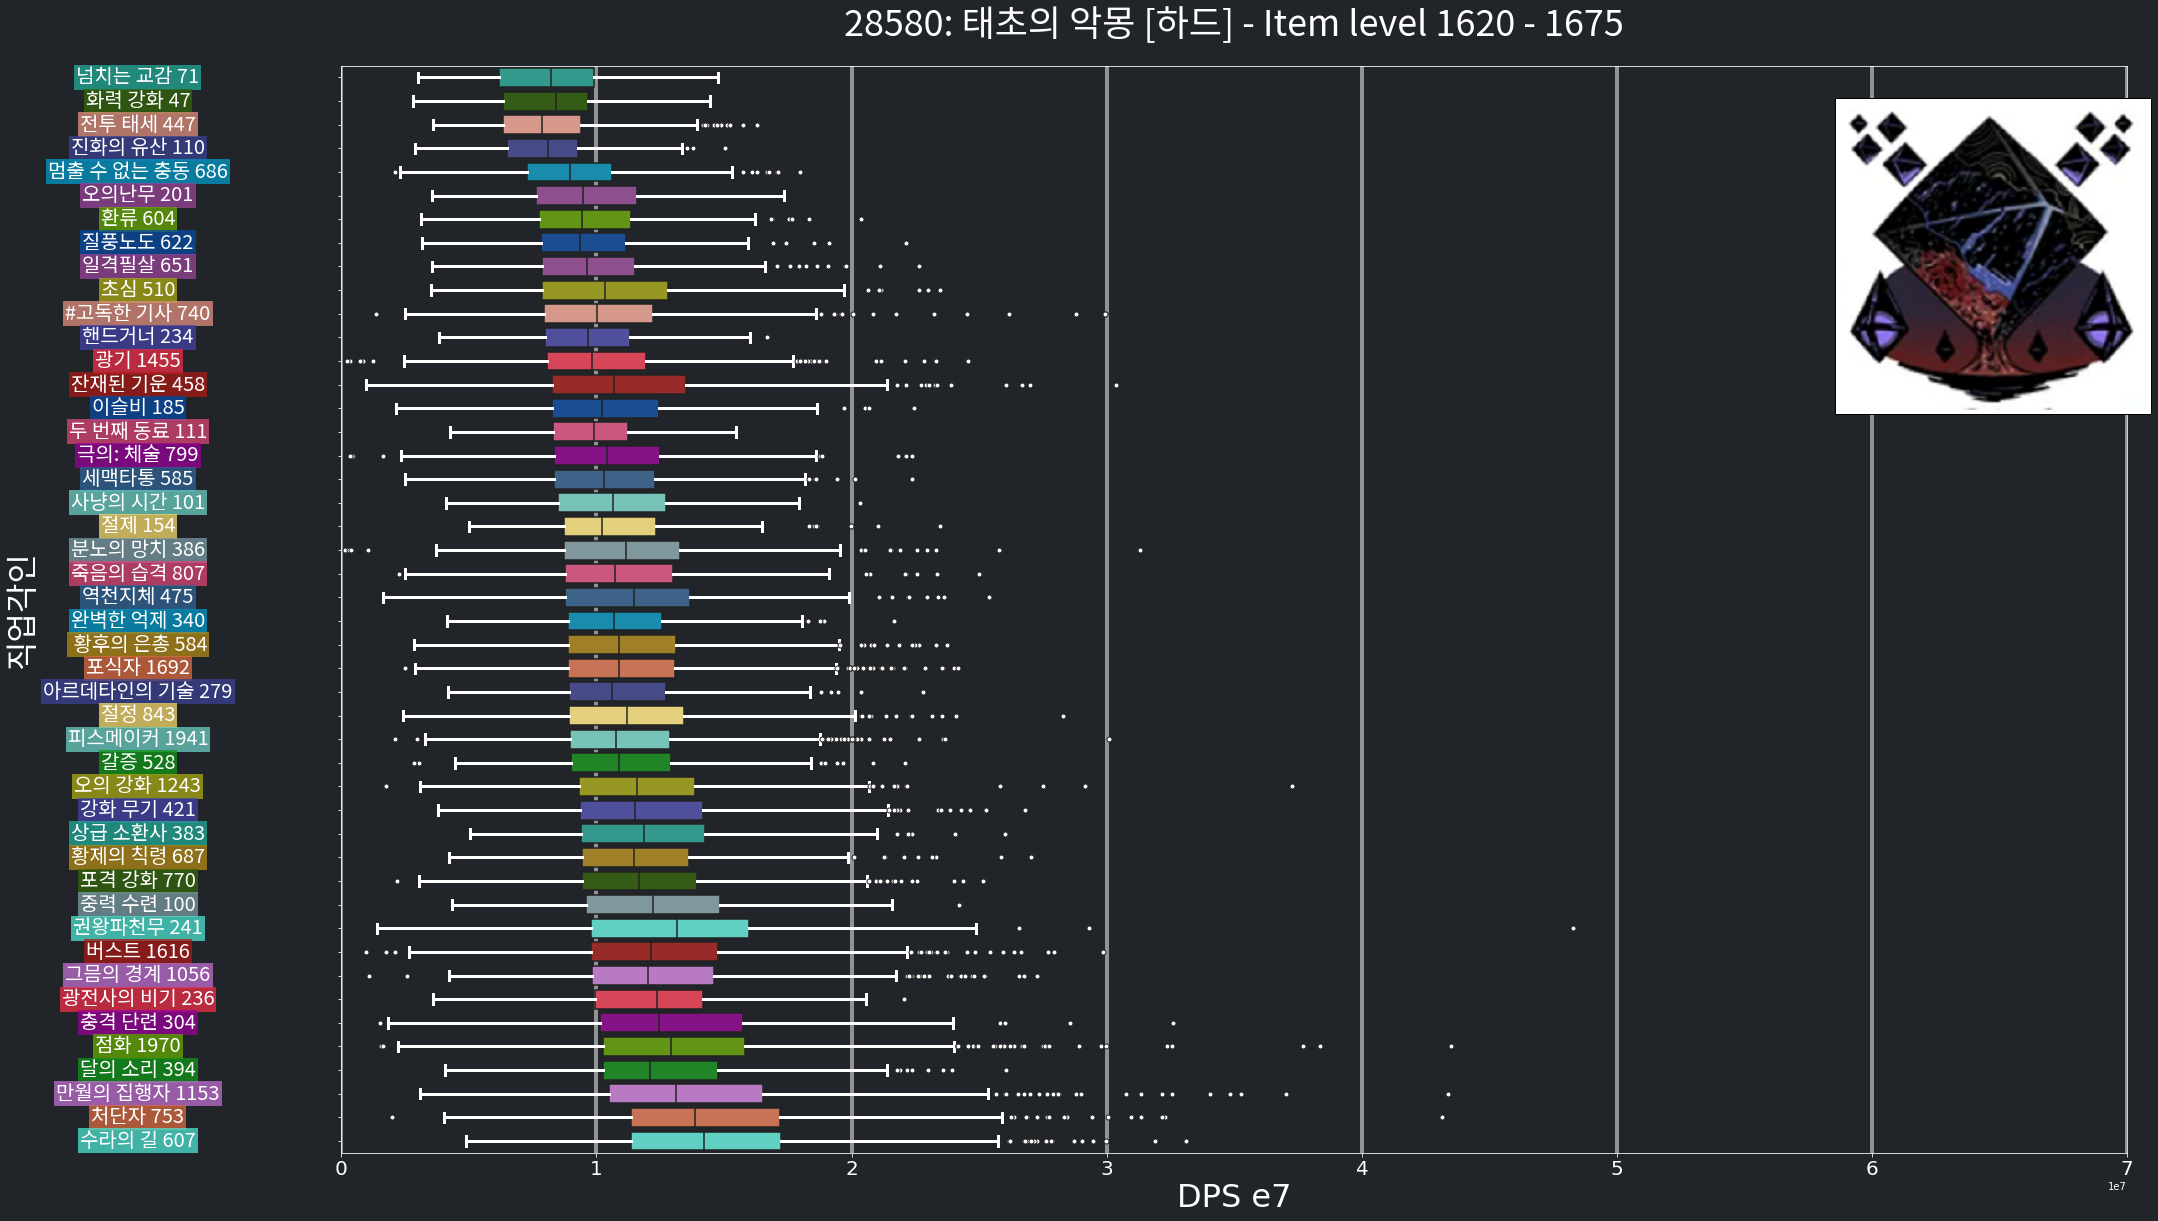 28580: 태초의 악몽 [하드] - Item level 1620 - 1675
직업각인
넘치는 교감 71
화력 강화 47
전투 태세 447
진화의 유산 110
멈출 수 없는 충동 686
오의난무 201
환류 604
질풍노도 622
일격필살 651
초심 510
#고독한 기사 740
핸드거너 234
광기 1455
잔재된 기운 458
이슬비 185
두 번째 동료 111
극의: 체술 799
세맥타통 585
사냥의 시간 101
절제 154
분노의 망치 386
죽음의 습격 807
역천지체 475
완벽한 억제 340
황후의 은총 584
포식자 1692
아르데타인의 기술 279
절정 843
피스메이커 1941
갈증 528
오의 강화 1243
강화 무기 421
상급 소환사 383
황제의 칙령 687
포격 강화 770
중력 수련 100
권왕파천무 241
버스트 1616
그믐의 경계 1056
광전사의 비기 236
충격 단련 304
점화 1970
달의 소리 394
만월의 집행자 1153
처단자 753
수라의 길 607
0 1 2 3 4 5 6 7
1e7
DPS e7